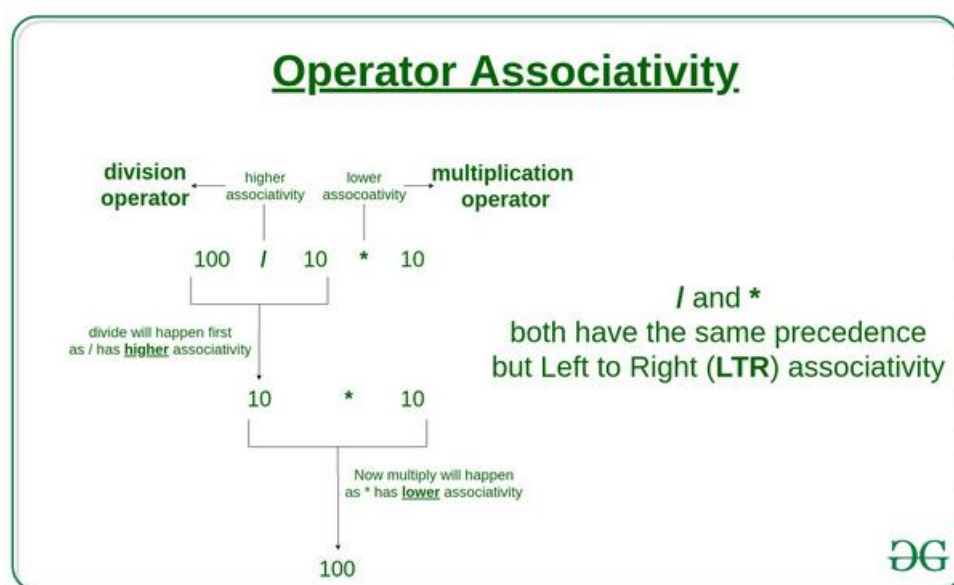 Operator Associativity
division
operator
higher
associativity
lower
assocoativity
multiplication
operator
100 / 10 * 10
divide will happen first
as / has higher associativity
/ and *
both have the same precedence
but Left to Right (LTR) associativity
10 * 10
Now multiply will happen
as * has lower associativity
100